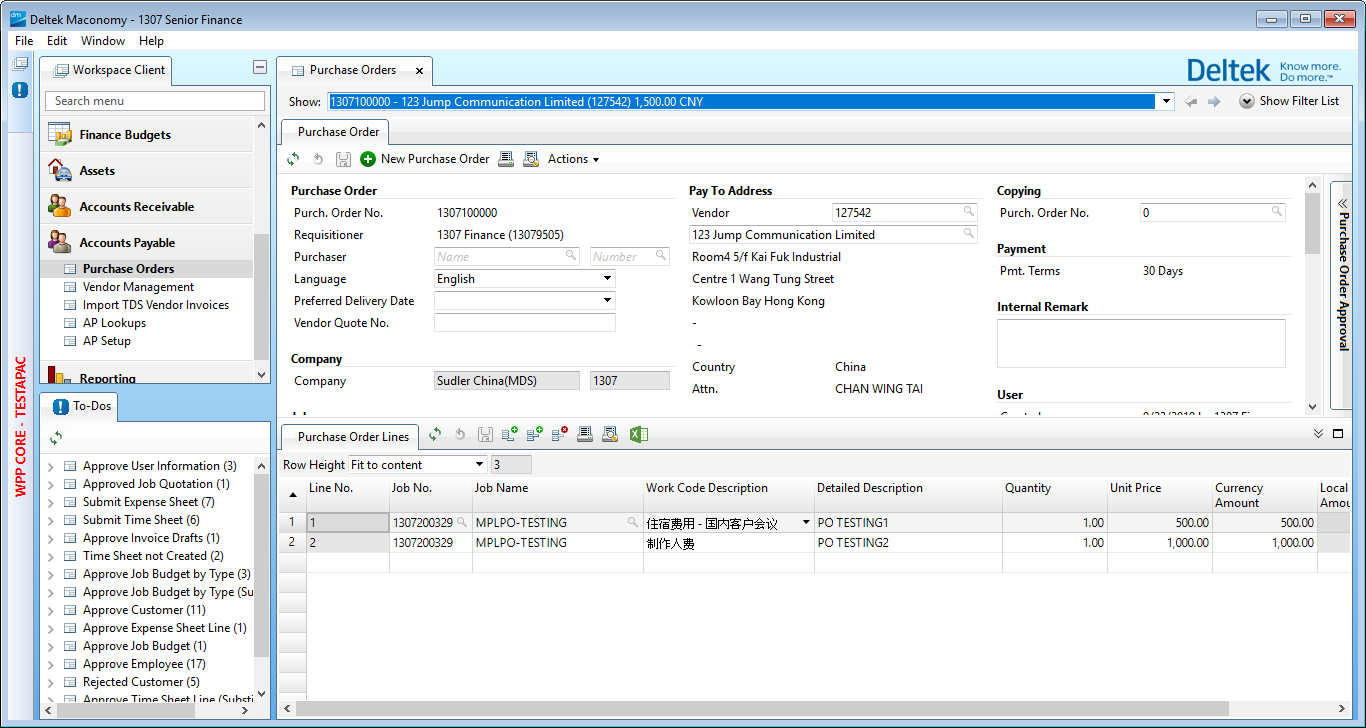 Deltek Maconomy - 1307 Senior Finance
File Edit Window Help
WPP CORE - TESTAPAC
Workspace Client
Search menu
Finance Budgets
Assets
Accounts Receivable
Accounts Payable
Purchase Orders
Vendor Management
Import TDS Vendor Invoices
AP Lookups
AP Setup
Reporting
To-Dos
Approve User Information (3)
Approved Job Quotation (1)
Submit Expense Sheet (7)
Submit Time Sheet (6)
Approve Invoice Drafts (1)
Time Sheet not Created (2)
Approve Job Budget by Type (3)
Approve Job Budget by Type (Su
Approve Customer (11)
Approve Expense Sheet Line (1)
Approve Job Budget (1)
Approve Employee (17)
Rejected Customer (5)
Approve Time Sheet Line (Substi
Purchase Orders
Deltek Know more.
Do more.™
Show: 1307100000 - 123 Jump Communication Limited (127542) 1,500.00 CNY
Show Filter List
Purchase Order
New Purchase Order Actions
Purchase Order
Purch. Order No. 1307100000
Requisitioner 1307 Finance (13079505)
Purchaser Name Number
Language English
Preferred Delivery Date
Vendor Quote No.
Company
Company Sudler China(MDS) 1307
Pay To Address
Vendor 127542
123 Jump Communication Limited
Room4 5/f Kai Fuk Industrial
Centre 1 Wang Tung Street
Kowloon Bay Hong Kong
-
-
Country China
Attn. CHAN WING TAI
Copying
Purch. Order No. 0
Payment
Pmt. Terms 30 Days
Internal Remark
User
Purchase Order Approval
Purchase Order Lines
Row Height Fit to content 3
Line No. Job No. Job Name Work Code Description Detailed Description Quantity Unit Price Currency Amount Local Amou
1 1 1307200329 MPLPO-TESTING 住宿费用 - 国内客户会议 PO TESTING1 1.00 500.00 500.00
2 2 1307200329 MPLPO-TESTING 制作人费 PO TESTING2 1.00 1,000.00 1,000.00